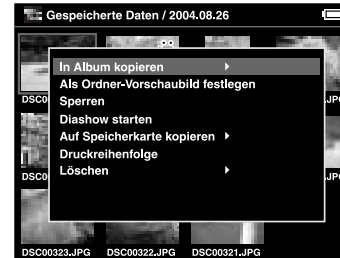 Gespeicherte Daten / 2004.08.26
In Album kopieren
Als Ordner-Vorschaubild festlegen
Sperren
Diashow starten
Auf Speicherkarte kopieren
Druckreihenfolge
Löschen
DSC00323.JPG DSC00322.JPG DSC00321.JPG